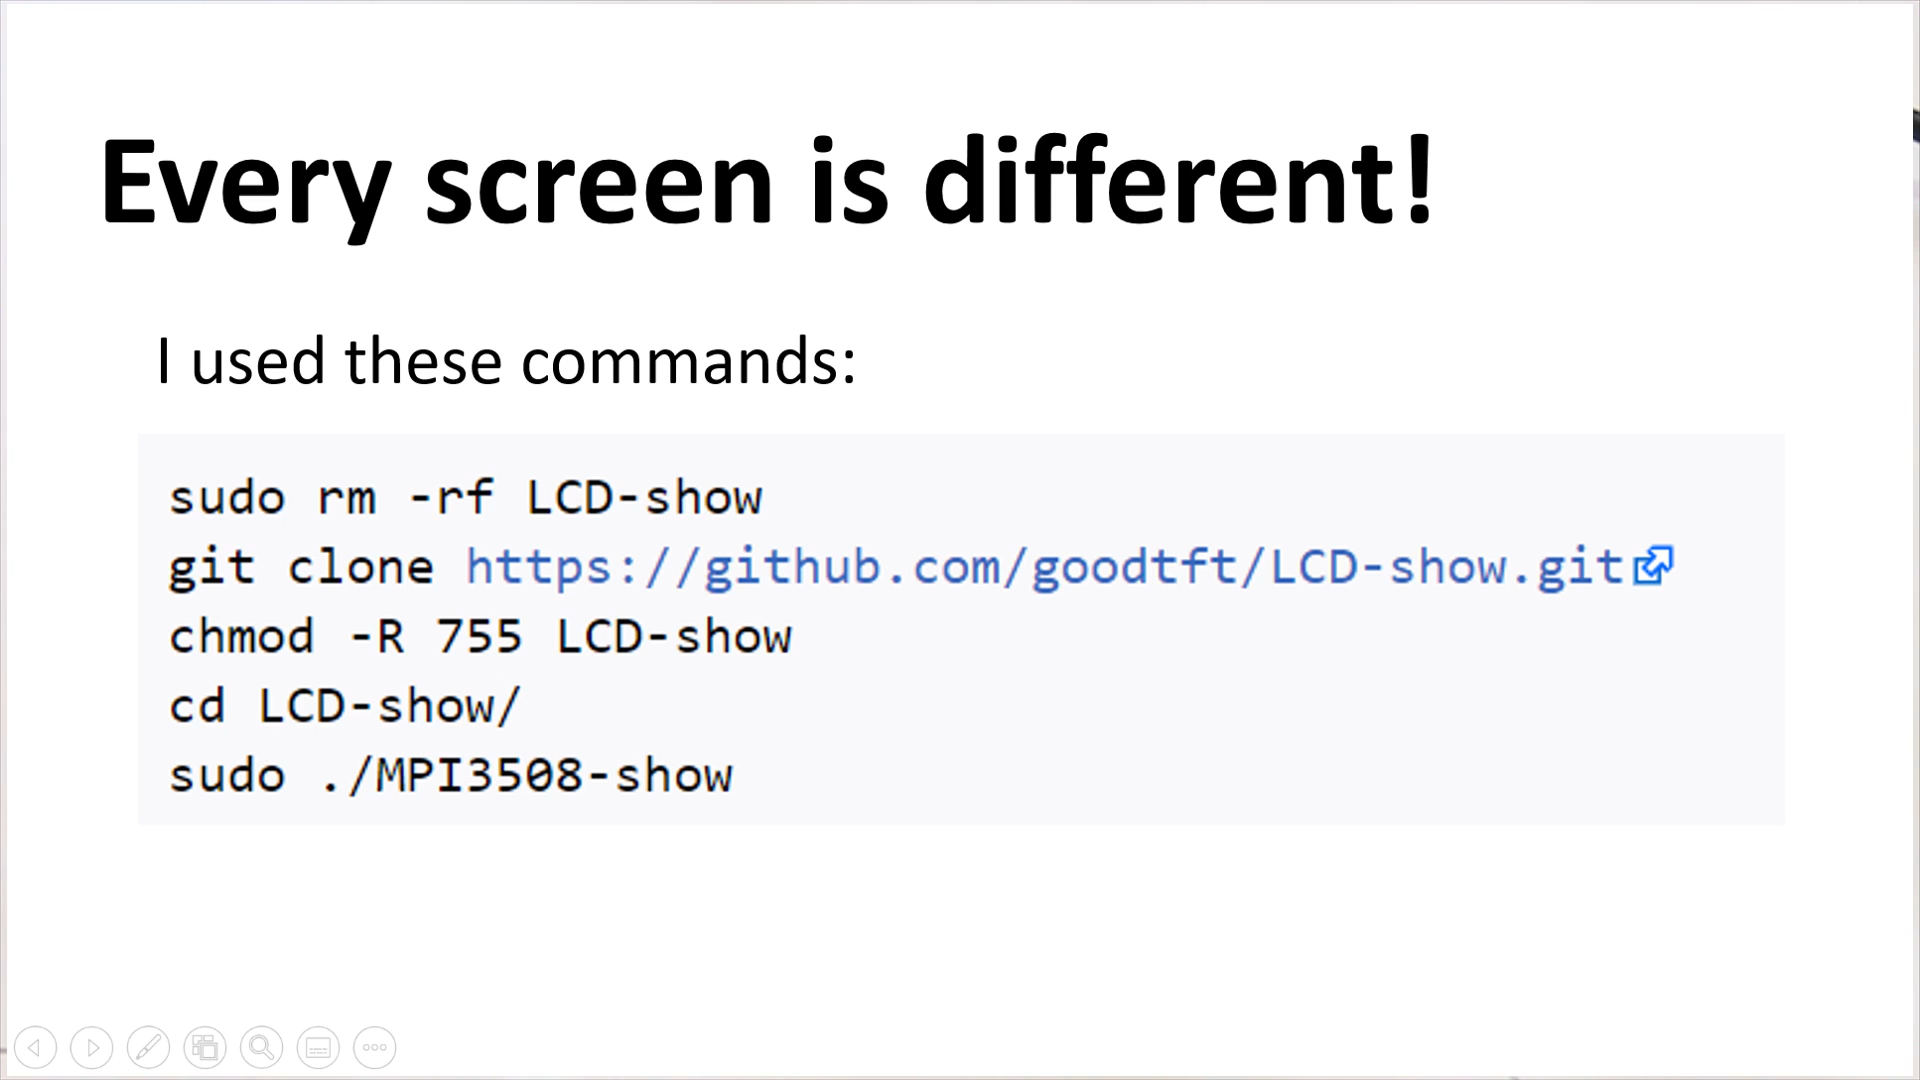 Every screen is different!
I used these commands:
sudo rm -rf LCD-show
git clone https://github.com/goodtft/LCD-show.git
chmod -R 755 LCD-show
cd LCD-show/
sudo ./MPI3508-show